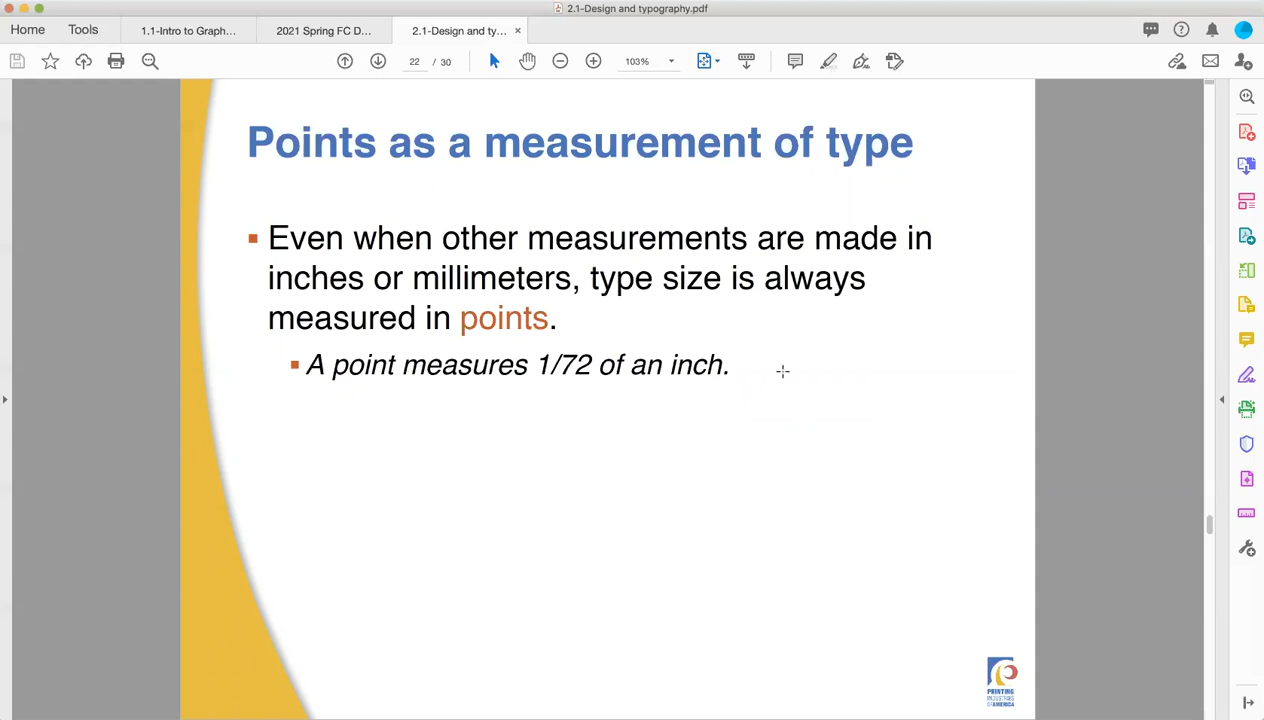 2.1-Design and typography.pdf
Home Tools 1.1-Intro to Graph... 2021 Spring FC D... 2.1-Design and ty... ×
22 / 30 103%
Points as a measurement of type
Even when other measurements are made in
inches or millimeters, type size is always
measured in points.
A point measures 1/72 of an inch.
PRINTING
INDUSTRIES
OF AMERICA